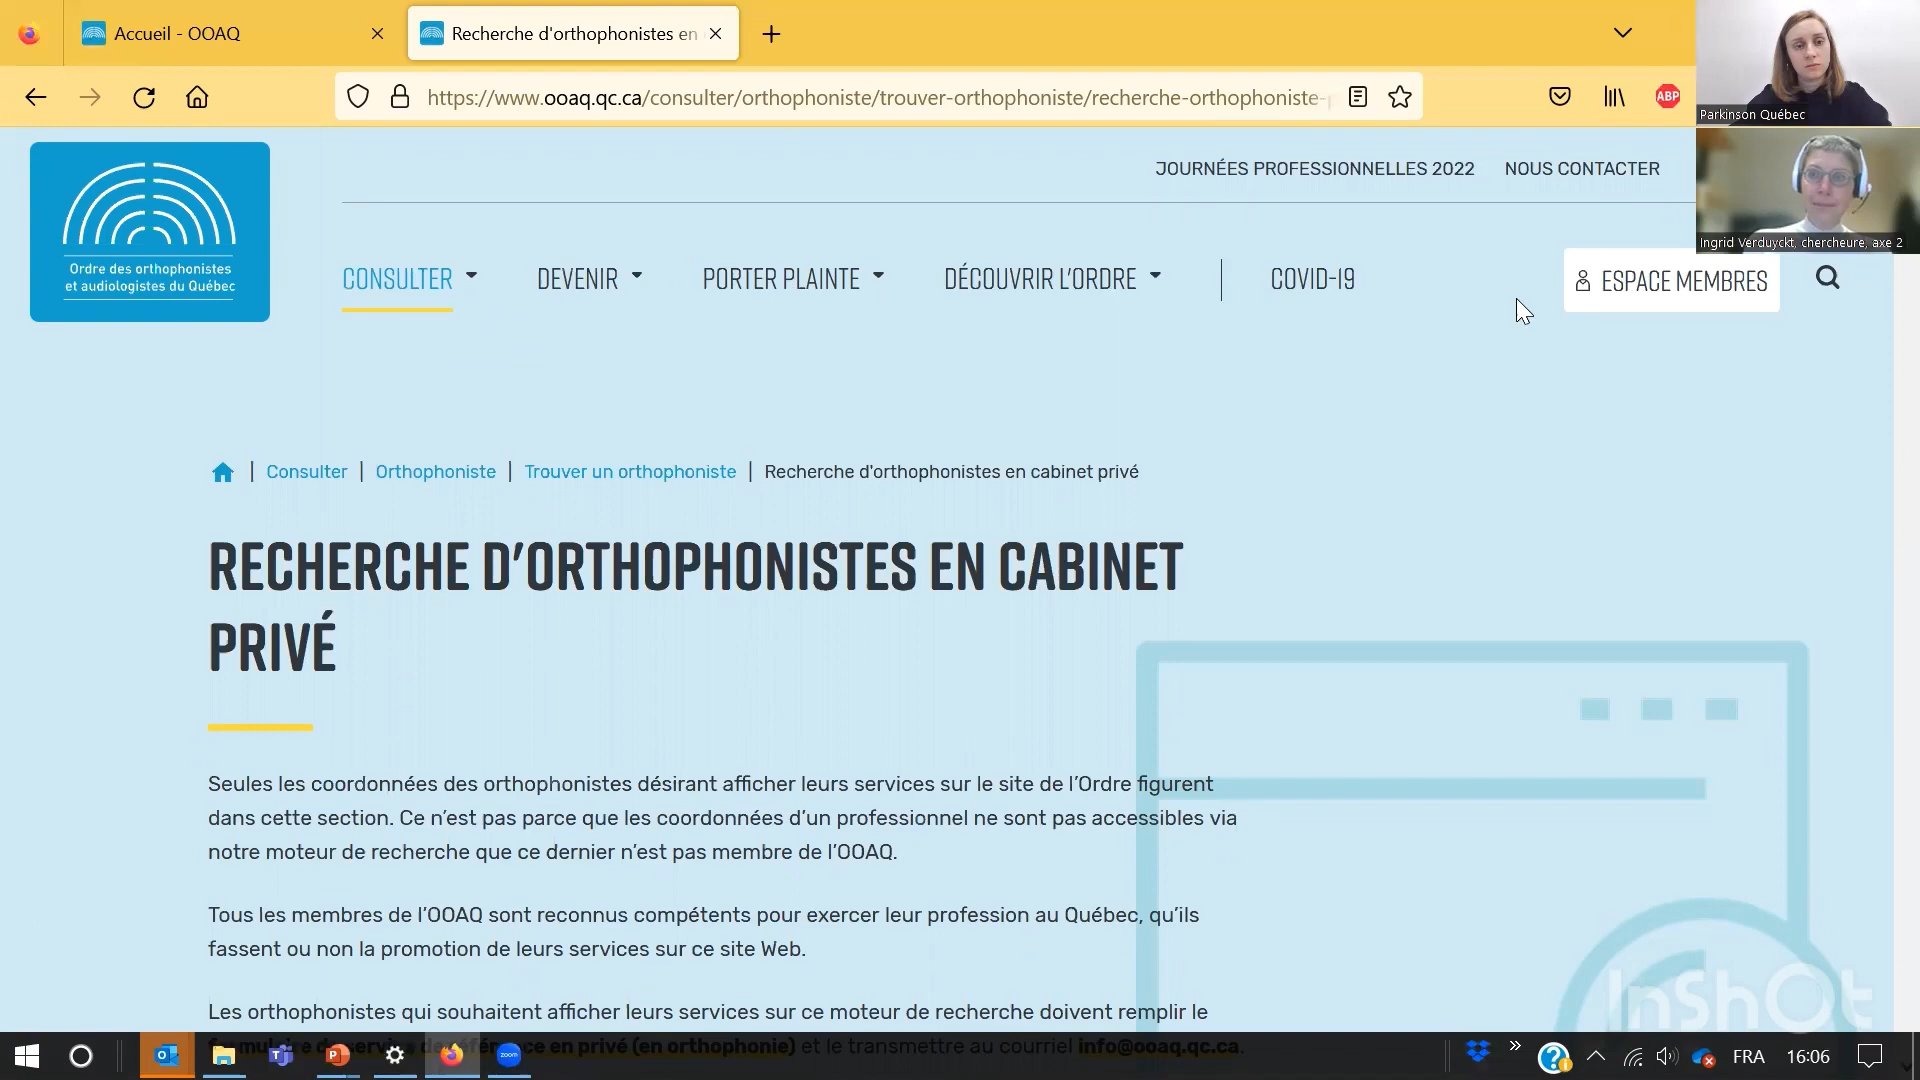 Accueil - OOAQ
Recherche d'orthophonistes en
https://www.ooaq.qc.ca/consulter/orthophoniste/trouver-orthophoniste/recherche-orthophoniste-
ABP
Parkinson Québec
Ingrid Verduyckt, chercheure, axe 2
JOURNÉES PROFESSIONNELLES 2022
NOUS CONTACTER
Ordre des orthophonistes
et audiologistes du Québec
CONSULTER
DEVENIR
PORTER PLAINTE
DÉCOUVRIR L'ORDRE
COVID-19
ESPACE MEMBRES
| Consulter | Orthophoniste | Trouver un orthophoniste | Recherche d'orthophonistes en cabinet privé
RECHERCHE D'ORTHOPHONISTES EN CABINET
PRIVÉ
Seules les coordonnées des orthophonistes désirant afficher leurs services sur le site de l'Ordre figurent
dans cette section. Ce n'est pas parce que les coordonnées d'un professionnel ne sont pas accessibles via
notre moteur de recherche que ce dernier n'est pas membre de l'OOAQ.
Tous les membres de l'OOAQ sont reconnus compétents pour exercer leur profession au Québec, qu'ils
fassent ou non la promotion de leurs services sur ce site Web.
Les orthophonistes qui souhaitent afficher leurs services sur ce moteur de recherche doivent remplir le
formulaire de service de référence en privé (en orthophonie) et le transmettre au courriel info@ooaq.qc.ca.
InShOt
zoom
FRA
16:06